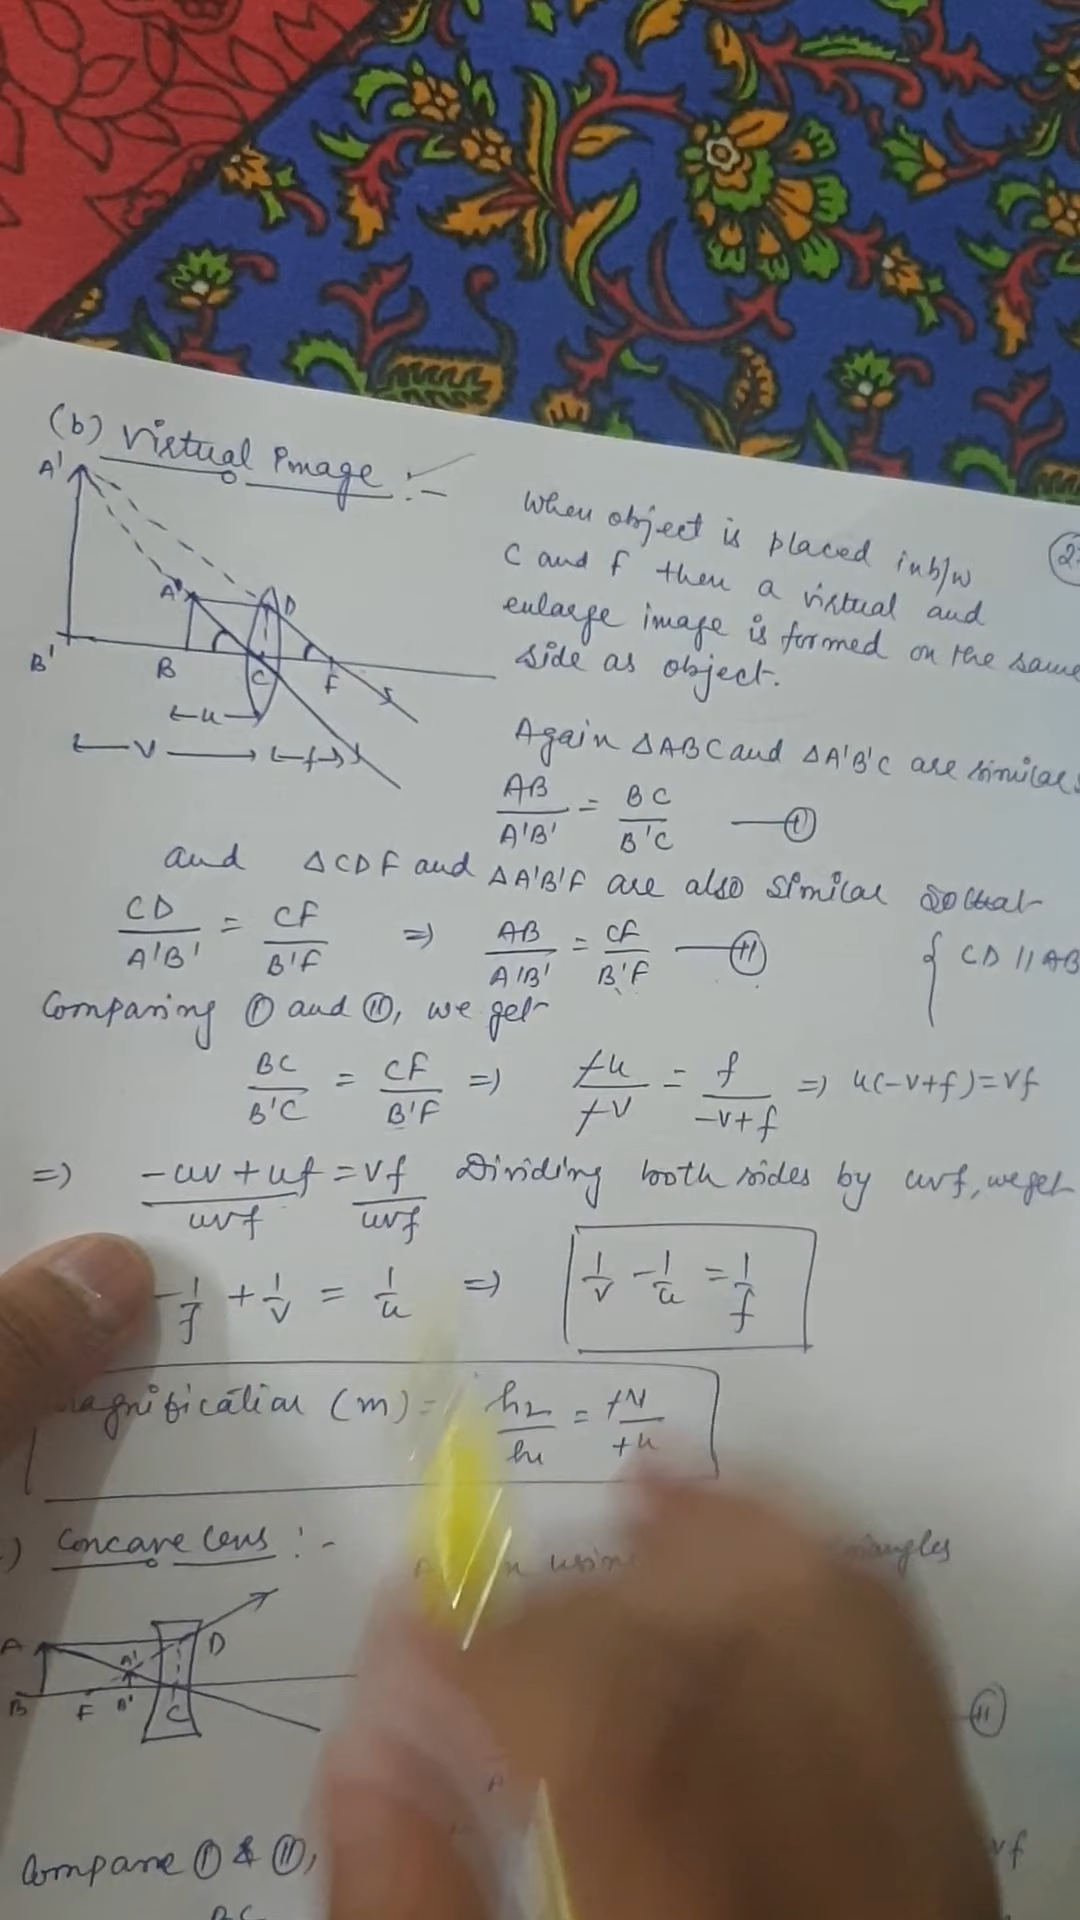 (b) Virtual Image :-
A'
A
D
B'
B
C
F
u
v
f
When object is placed inb/w
C and f then a virtual and
enlarge image is formed on the same
side as object.
Again ΔABC and ΔA'B'C are similar
AB/A'B' = BC/B'C — (I)
and ΔCDF and ΔA'B'F are also similar so that
CD/A'B' = CF/B'F ⇒ AB/A'B' = CF/B'F — (II) { CD // AB
Comparing (I) and (II), we get
BC/B'C = CF/B'F ⇒ -u/-v = f/-v+f ⇒ u(-v+f)=vf
⇒ -uv+uf/uvf = vf/uvf Dividing both sides by uvf, we get
-1/f + 1/v = 1/u ⇒ 1/v - 1/u = 1/f
(m) = h2/h1 = +v/+u
Concave lens :-
A
D
A'
B
F
B'
C
(II)
Compare (I) & (II),
vf
BC